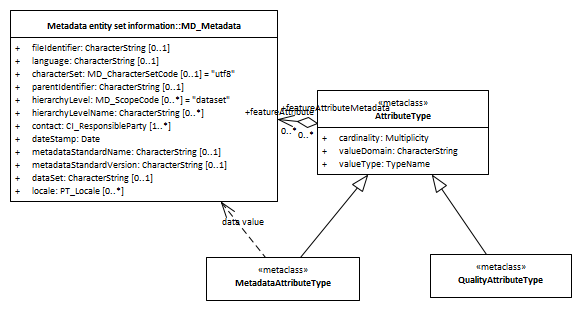 Metadata entity set information::MD_Metadata
+ fileIdentifier: CharacterString [0..1]
+ language: CharacterString [0..1]
+ characterSet: MD_CharacterSetCode [0..1] = "utf8"
+ parentIdentifier: CharacterString [0..1]
+ hierarchyLevel: MD_ScopeCode [0..*] = "dataset"
+ hierarchyLevelName: CharacterString [0..*]
+ contact: CI_ResponsibleParty [1..*]
+ dateStamp: Date
+ metadataStandardName: CharacterString [0..1]
+ metadataStandardVersion: CharacterString [0..1]
+ dataSet: CharacterString [0..1]
+ locale: PT_Locale [0..*]
+featureAttributeMetadata
+featureAttribute
0..*
0..*
«metaclass»
AttributeType
+ cardinality: Multiplicity
+ valueDomain: CharacterString
+ valueType: TypeName
data value
«metaclass»
MetadataAttributeType
«metaclass»
QualityAttributeType